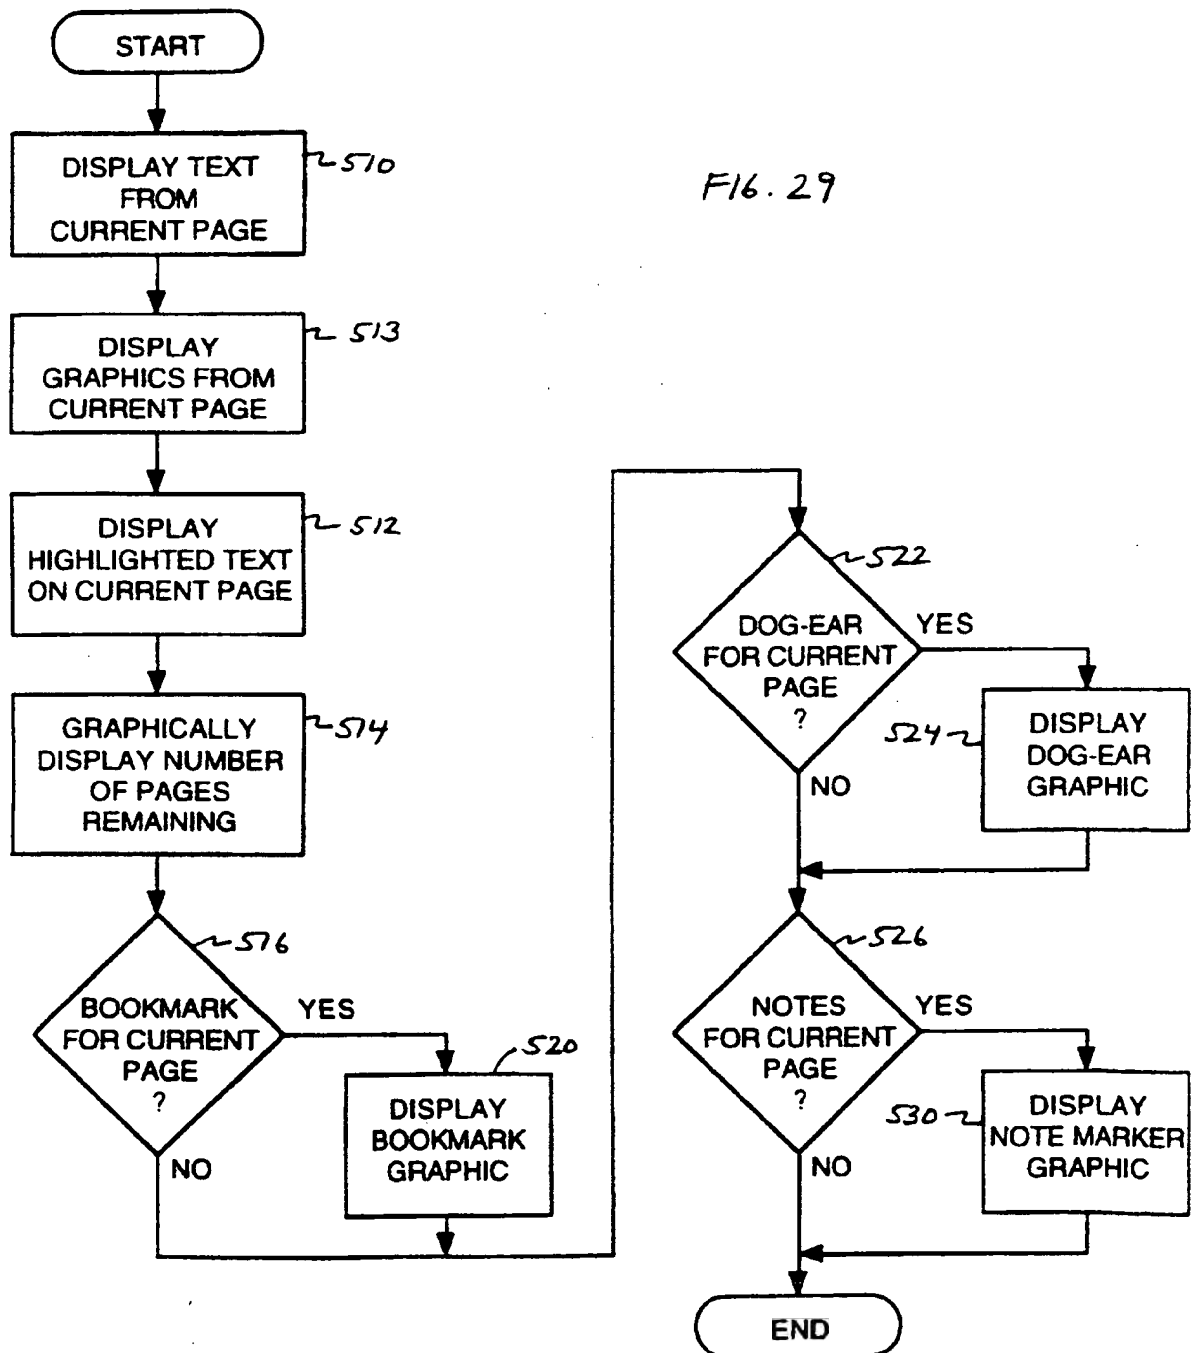 START
DISPLAY TEXT
FROM
CURRENT PAGE
510
FIG. 29
DISPLAY
GRAPHICS FROM
CURRENT PAGE
513
DISPLAY
HIGHLIGHTED TEXT
ON CURRENT PAGE
512
GRAPHICALLY
DISPLAY NUMBER
OF PAGES
REMAINING
514
516
BOOKMARK
FOR CURRENT
PAGE
?
YES
NO
520
DISPLAY
BOOKMARK
GRAPHIC
522
DOG-EAR
FOR CURRENT
PAGE
?
YES
NO
524
DISPLAY
DOG-EAR
GRAPHIC
526
NOTES
FOR CURRENT
PAGE
?
YES
NO
530
DISPLAY
NOTE MARKER
GRAPHIC
END